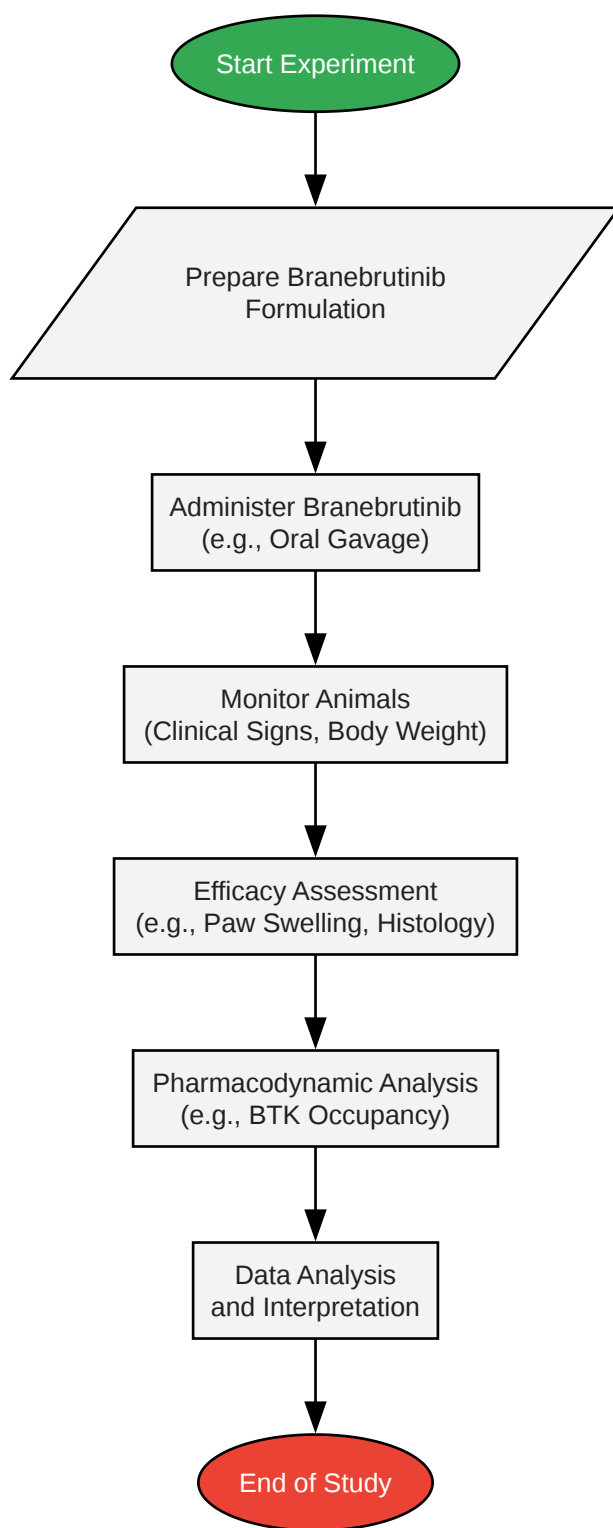 Start Experiment
Prepare Branebrutinib
Formulation
Administer Branebrutinib
(e.g., Oral Gavage)
Monitor Animals
(Clinical Signs, Body Weight)
Efficacy Assessment
(e.g., Paw Swelling, Histology)
Pharmacodynamic Analysis
(e.g., BTK Occupancy)
Data Analysis
and Interpretation
End of Study